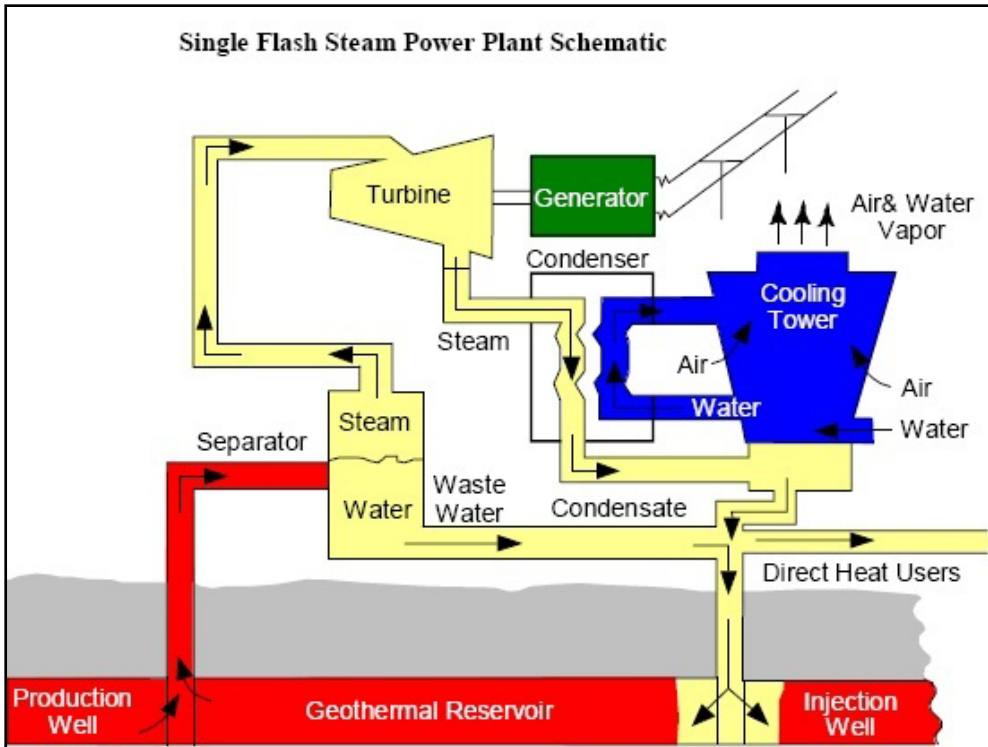 Single Flash Steam Power Plant Schematic
Turbine
Generator
Air& Water
Vapor
Condenser
Cooling
Tower
Steam
Air
Air
Water
Water
Steam
Separator
Water
Waste
Water
Condensate
Direct Heat Users
Production
Well
Geothermal Reservoir
Injection
Well